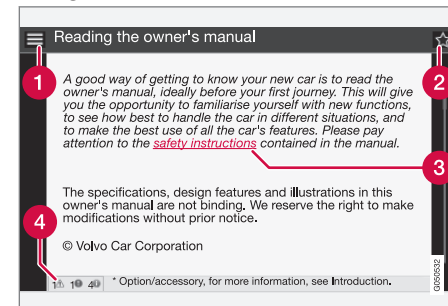 Reading the owner's manual
1
2
A good way of getting to know your new car is to read the
owner's manual, ideally before your first journey. This will give
you the opportunity to familiarise yourself with new functions,
to see how best to handle the car in different situations, and
to make the best use of all the car's features. Please pay
attention to the safety instructions contained in the manual.
3
The specifications, design features and illustrations in this
owner's manual are not binding. We reserve the right to make
modifications without prior notice.
4
© Volvo Car Corporation
1 1 4 * Option/accessory, for more information, see Introduction.
G050532